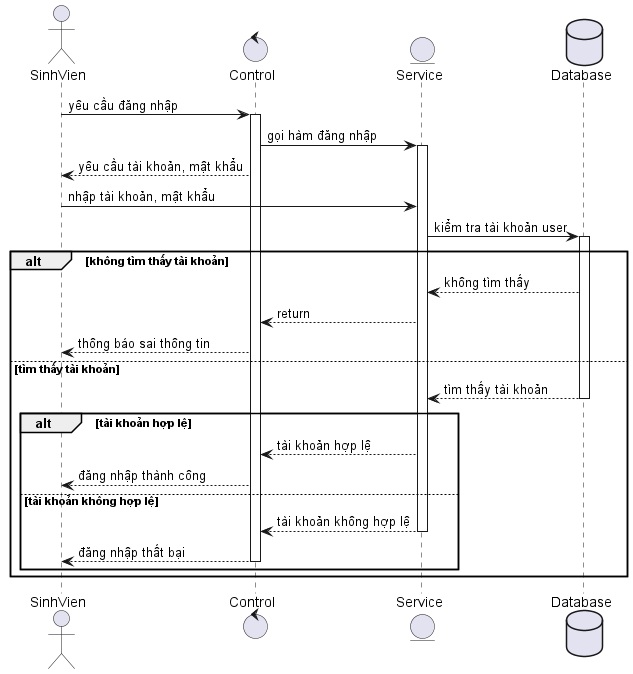 SinhVien Control Service Database
yêu cầu đăng nhập
gọi hàm đăng nhập
yêu cầu tài khoản, mật khẩu
nhập tài khoản, mật khẩu
kiểm tra tài khoản user
alt [không tìm thấy tài khoản]
không tìm thấy
return
thông báo sai thông tin
[tìm thấy tài khoản]
tìm thấy tài khoản
alt [tài khoản hợp lệ]
tài khoản hợp lệ
đăng nhập thành công
[tài khoản không hợp lệ]
tài khoản không hợp lệ
đăng nhập thất bại
SinhVien Control Service Database